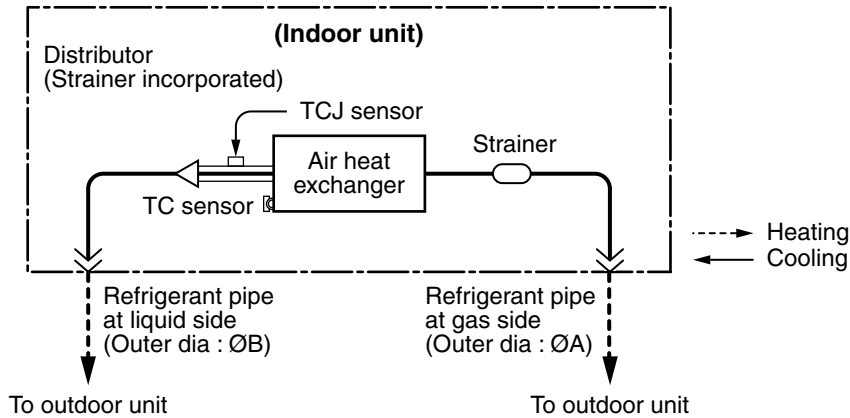 (Indoor unit)
Distributor
(Strainer incorporated)
TCJ sensor
Air heat
exchanger
Strainer
TC sensor
Heating
Cooling
Refrigerant pipe
at liquid side
(Outer dia : ØB)
Refrigerant pipe
at gas side
(Outer dia : ØA)
To outdoor unit
To outdoor unit